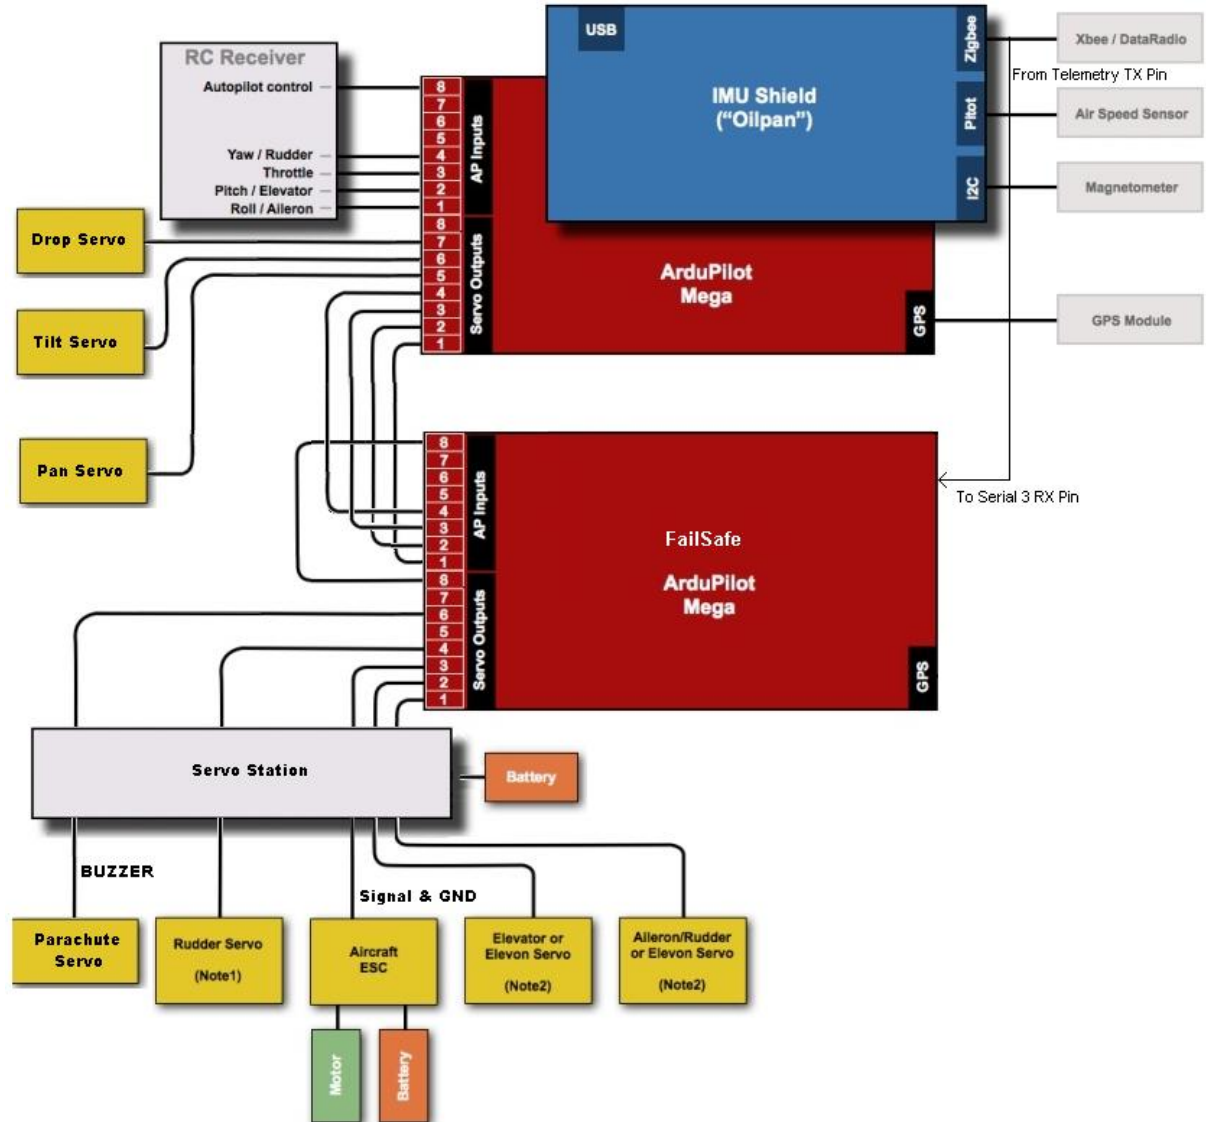 USB
Zigbee
Xbee / DataRadio
RC Receiver
Autopilot control
From Telemetry TX Pin
IMU Shield
("Oilpan")
Pitot
Air Speed Sensor
Yaw / Rudder
Throttle
Pitch / Elevator
Roll / Aileron
8
7
6
5
4
3
2
1
AP Inputs
I2C
Magnetometer
Drop Servo
Tilt Servo
Pan Servo
8
7
6
5
4
3
2
1
Servo Outputs
ArduPilot
Mega
GPS
GPS Module
8
7
6
5
4
3
2
1
AP Inputs
To Serial 3 RX Pin
FailSafe
ArduPilot
Mega
8
7
6
5
4
3
2
1
Servo Outputs
GPS
Servo Station
Battery
BUZZER
Signal & GND
Parachute
Servo
Rudder Servo
(Note1)
Aircraft
ESC
Elevator or
Elevon Servo
(Note2)
Aileron/Rudder
or Elevon Servo
(Note2)
Motor
Battery